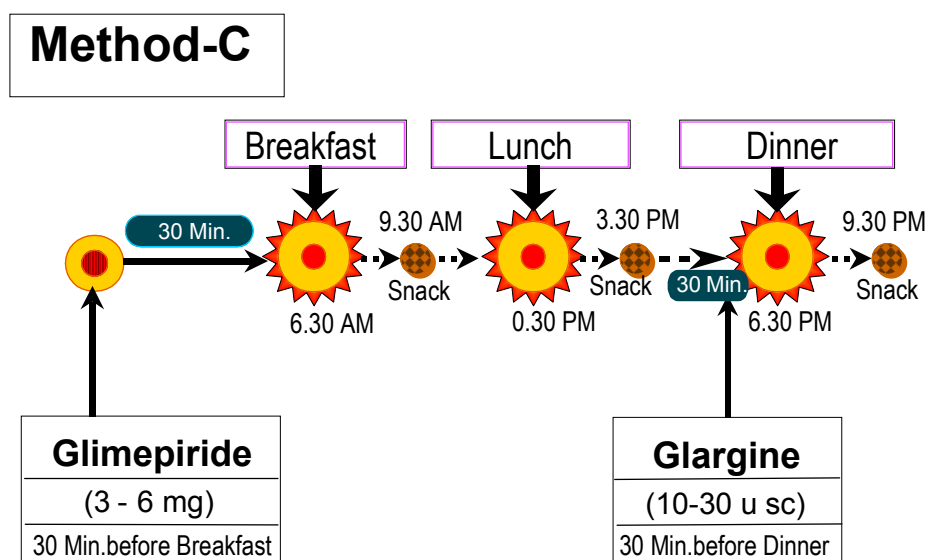 Method-C
Breakfast
Lunch
Dinner
30 Min.
9.30 AM
3.30 PM
9.30 PM
Snack
Snack
30 Min.
Snack
6.30 AM
0.30 PM
6.30 PM
Glimepiride
(3 - 6 mg)
30 Min.before Breakfast
Glargine
(10-30 u sc)
30 Min.before Dinner